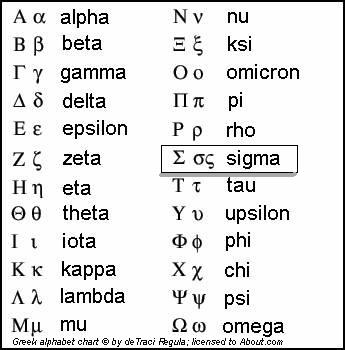 Α α alpha
Β β beta
Γ γ gamma
Δ δ delta
Ε ε epsilon
Ζ ζ zeta
Η η eta
Θ θ theta
Ι ι iota
Κ κ kappa
Λ λ lambda
Μ μ mu
Ν ν nu
Ξ ξ ksi
Ο ο omicron
Π π pi
Ρ ρ rho
Σ σς sigma
Τ τ tau
Υ υ upsilon
Φ φ phi
Χ χ chi
Ψ ψ psi
Ω ω omega
Greek alphabet chart © by deTraci Regula; licensed to About.com